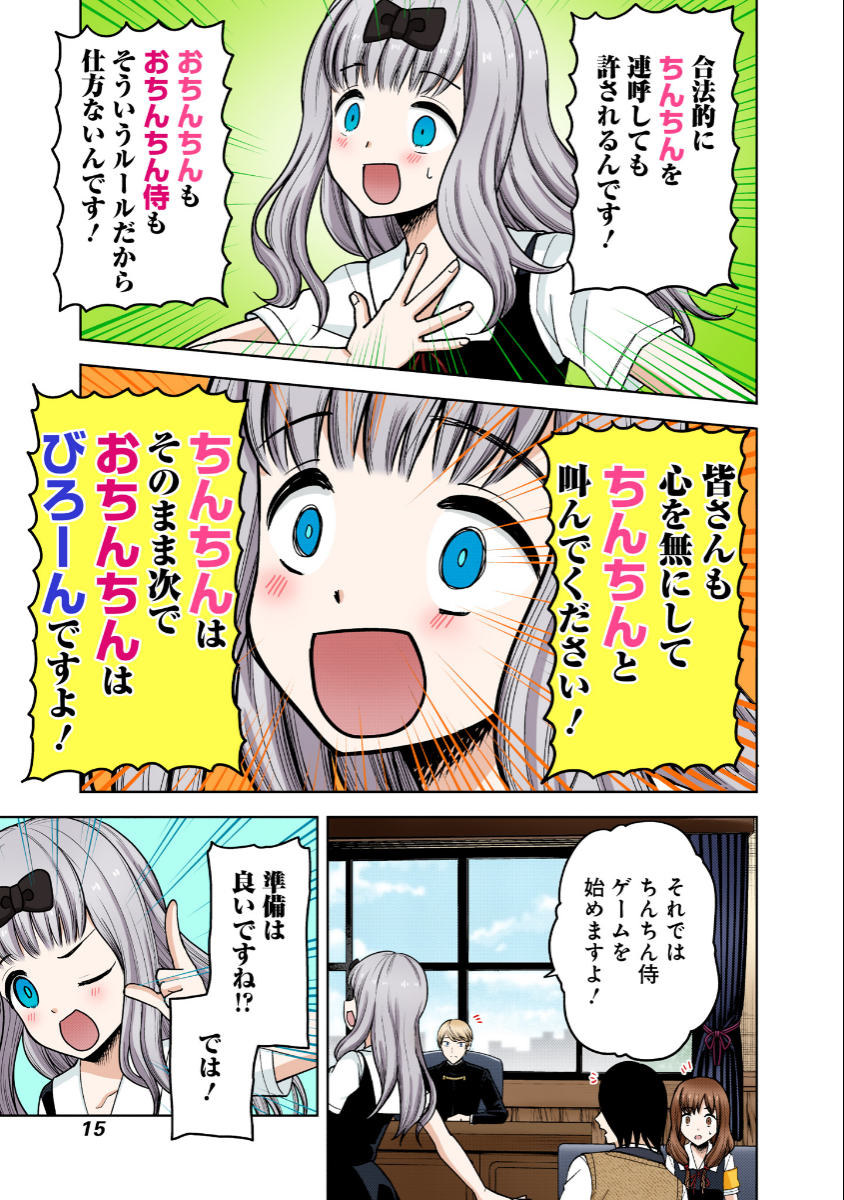 合法的に
ちんちんを
連呼しても
許されるんです！
おちんちんも
おちんちん侍も
そういうルールだから
仕方ないんです！
皆さんも
心を無にして
ちんちんと
叫んでください！
ちんちんは
そのまま次で
おちんちんは
びろーんですよ！
それでは
ちんちん侍
ゲームを
始めますよ！
準備は
良いですね!?
では！
15